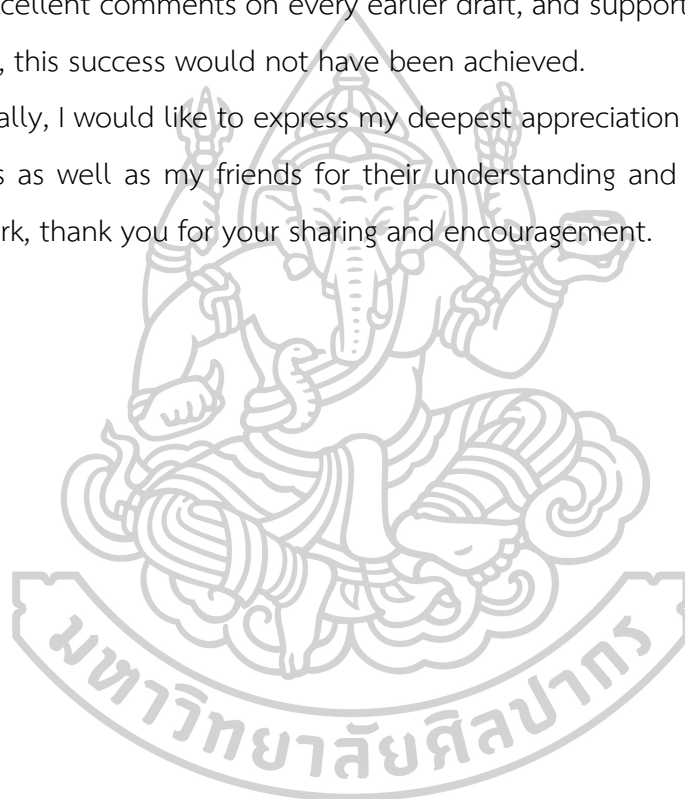 cellent comments on every earlier draft, and support
, this success would not have been achieved.
ally, I would like to express my deepest appreciation
s as well as my friends for their understanding and
rk, thank you for your sharing and encouragement.
มหาวิทยาลัยศิลปากร